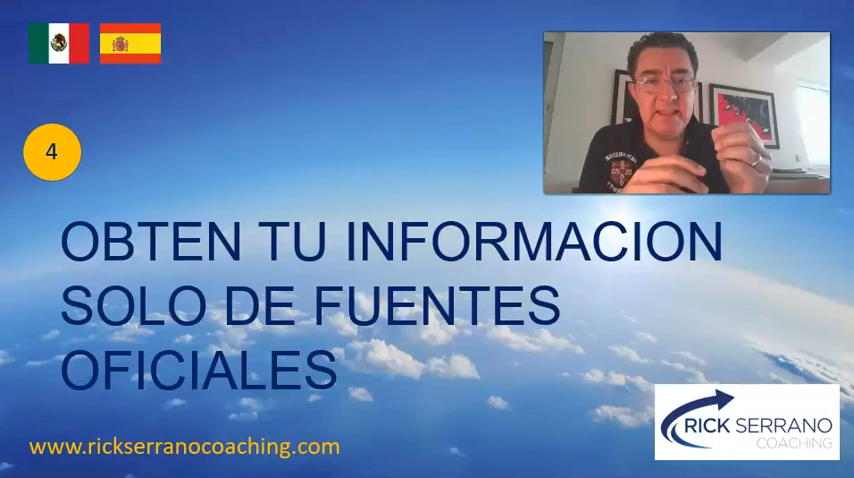 4
OBTEN TU INFORMACION
SOLO DE FUENTES
OFICIALES
www.rickserranocoaching.com
RICK SERRANO
COACHING